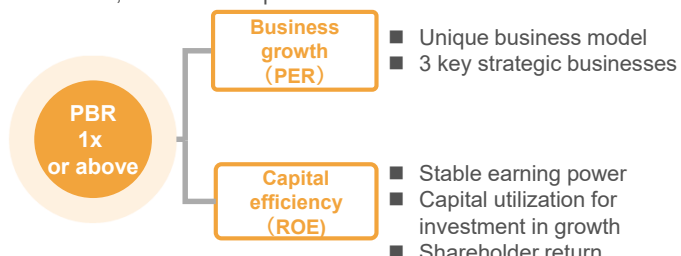 PBR
1x
or above
Business
growth
（PER）
■ Unique business model
■ 3 key strategic businesses
Capital
efficiency
（ROE)
■ Stable earning power
■ Capital utilization for
investment in growth
■ Shareholder return